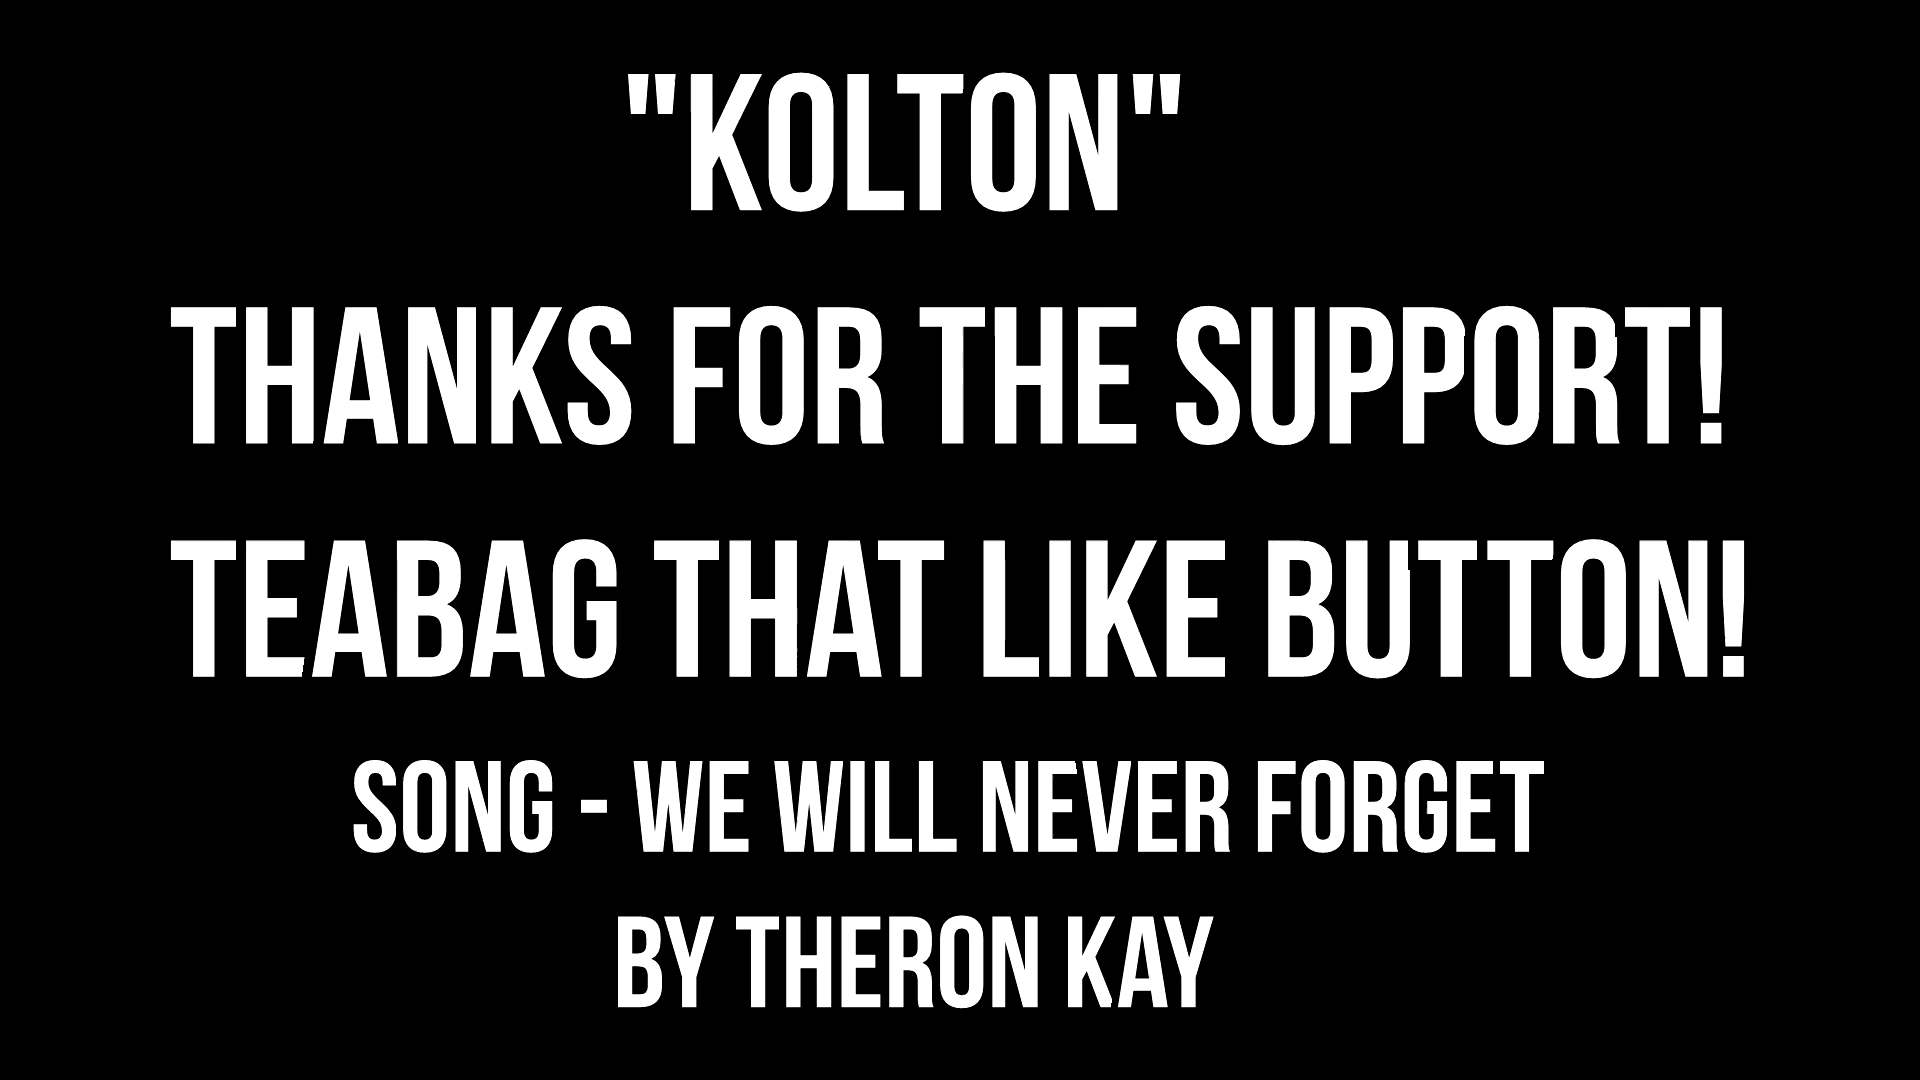 "KOLTON"
THANKS FOR THE SUPPORT!
TEABAG THAT LIKE BUTTON!
SONG - WE WILL NEVER FORGET
BY THERON KAY